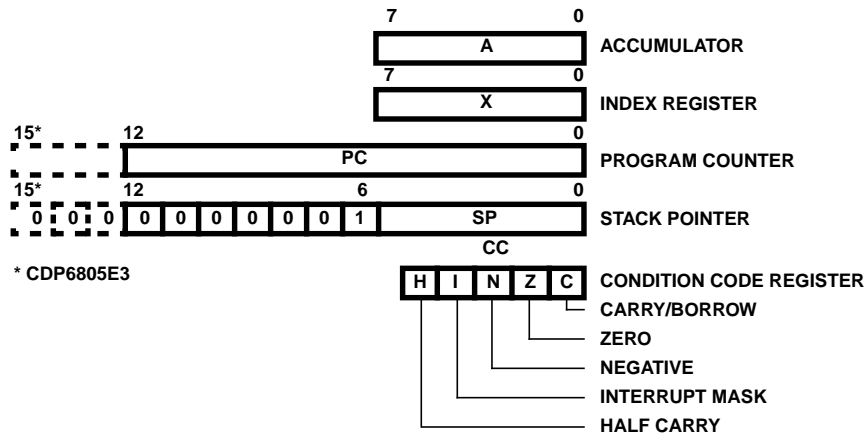 7 0
A ACCUMULATOR
7 0
X INDEX REGISTER
15* 12 0
PC PROGRAM COUNTER
15* 12 6 0
0 0 0 0 0 0 0 0 0 1 SP STACK POINTER
CC
* CDP6805E3
H I N Z C CONDITION CODE REGISTER
CARRY/BORROW
ZERO
NEGATIVE
INTERRUPT MASK
HALF CARRY